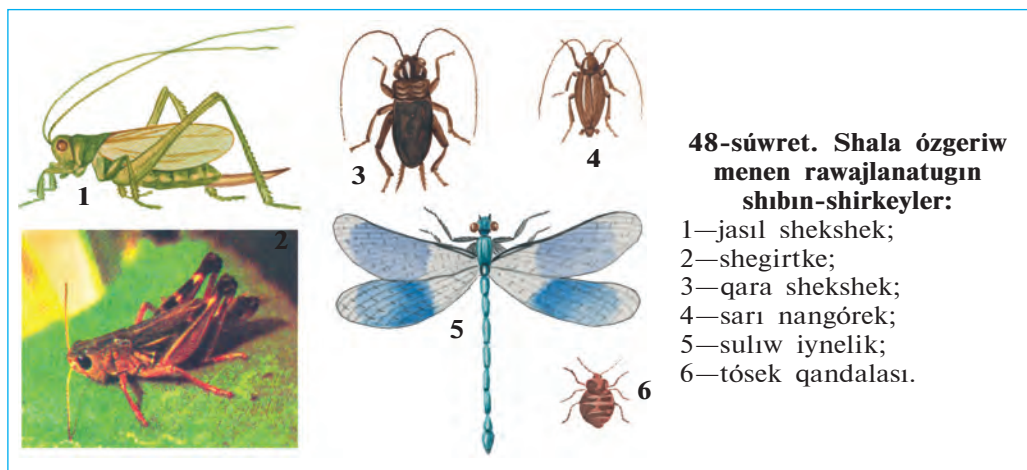 48-súwret. Shala ózgeriw
menen rawajlanatuģın
shıbın-shirkeyler:
1—jasıl shekshek;
2—shegirtke;
3—qara shekshek;
4—sarı nangórek;
5—sulıw iynelik;
6—tósek qandalası.
1
2
3
4
5
6